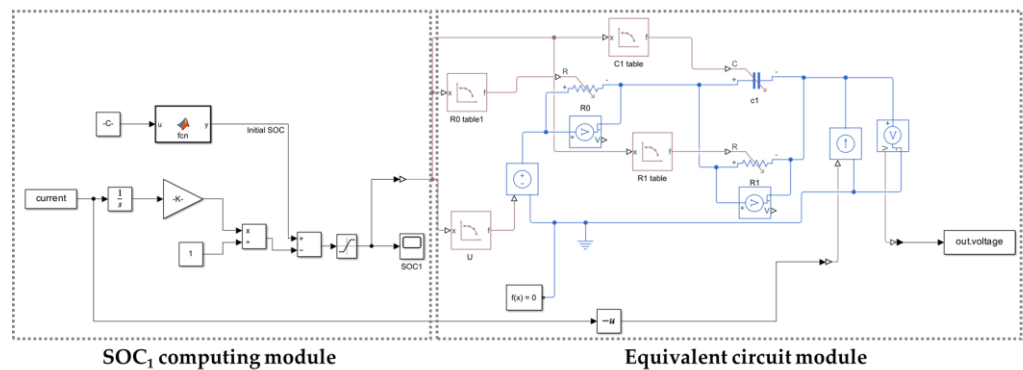 C1 table
x
f
C
+
-
c1
R0 table1
x
f
R
+
-
R0
+
V
-C-
u
fcn
y
Initial SOC
x
f
R1 table
R
+
-
R1
+
V
+
-
+
V
-
current
1
s
-K-
x
÷
1
+
-
SOC1
x
f
U
f(x) = 0
out.voltage
-u
SOC₁ computing module
Equivalent circuit module